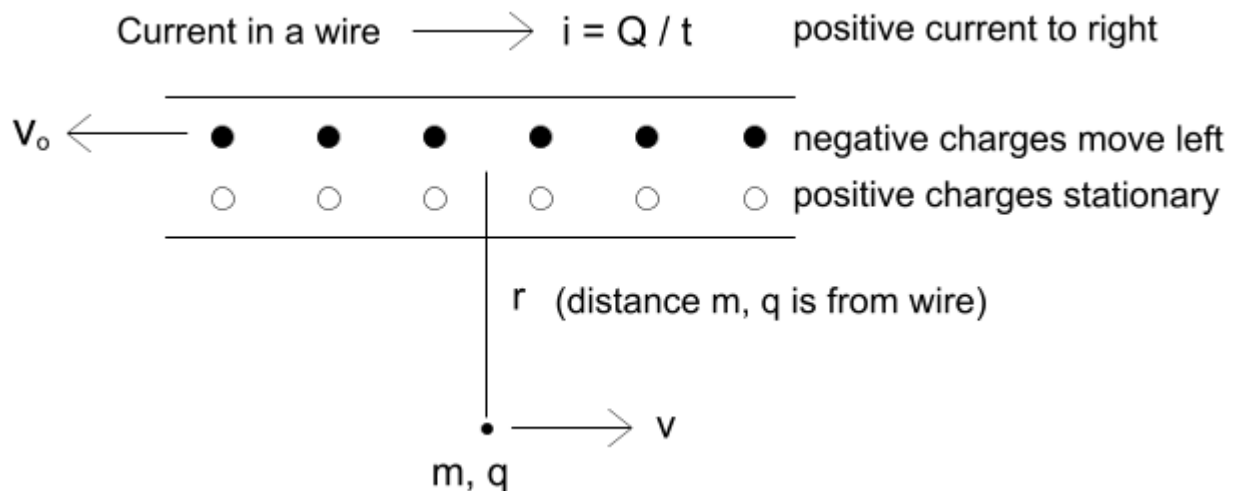 Current in a wire i = Q / t positive current to right
vₒ negative charges move left
positive charges stationary
r (distance m, q is from wire)
v
m, q